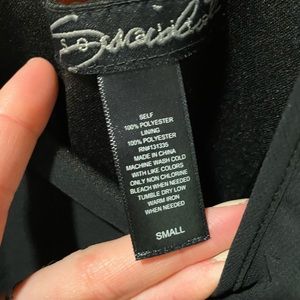 SELF
100% POLYESTER
LINING
100% POLYESTER
RN#131335
MADE IN CHINA
MACHINE WASH COLD
WITH LIKE COLORS
ONLY NON CHLORINE
BLEACH WHEN NEEDED
TUMBLE DRY LOW
WARM IRON
WHEN NEEDED
SMALL